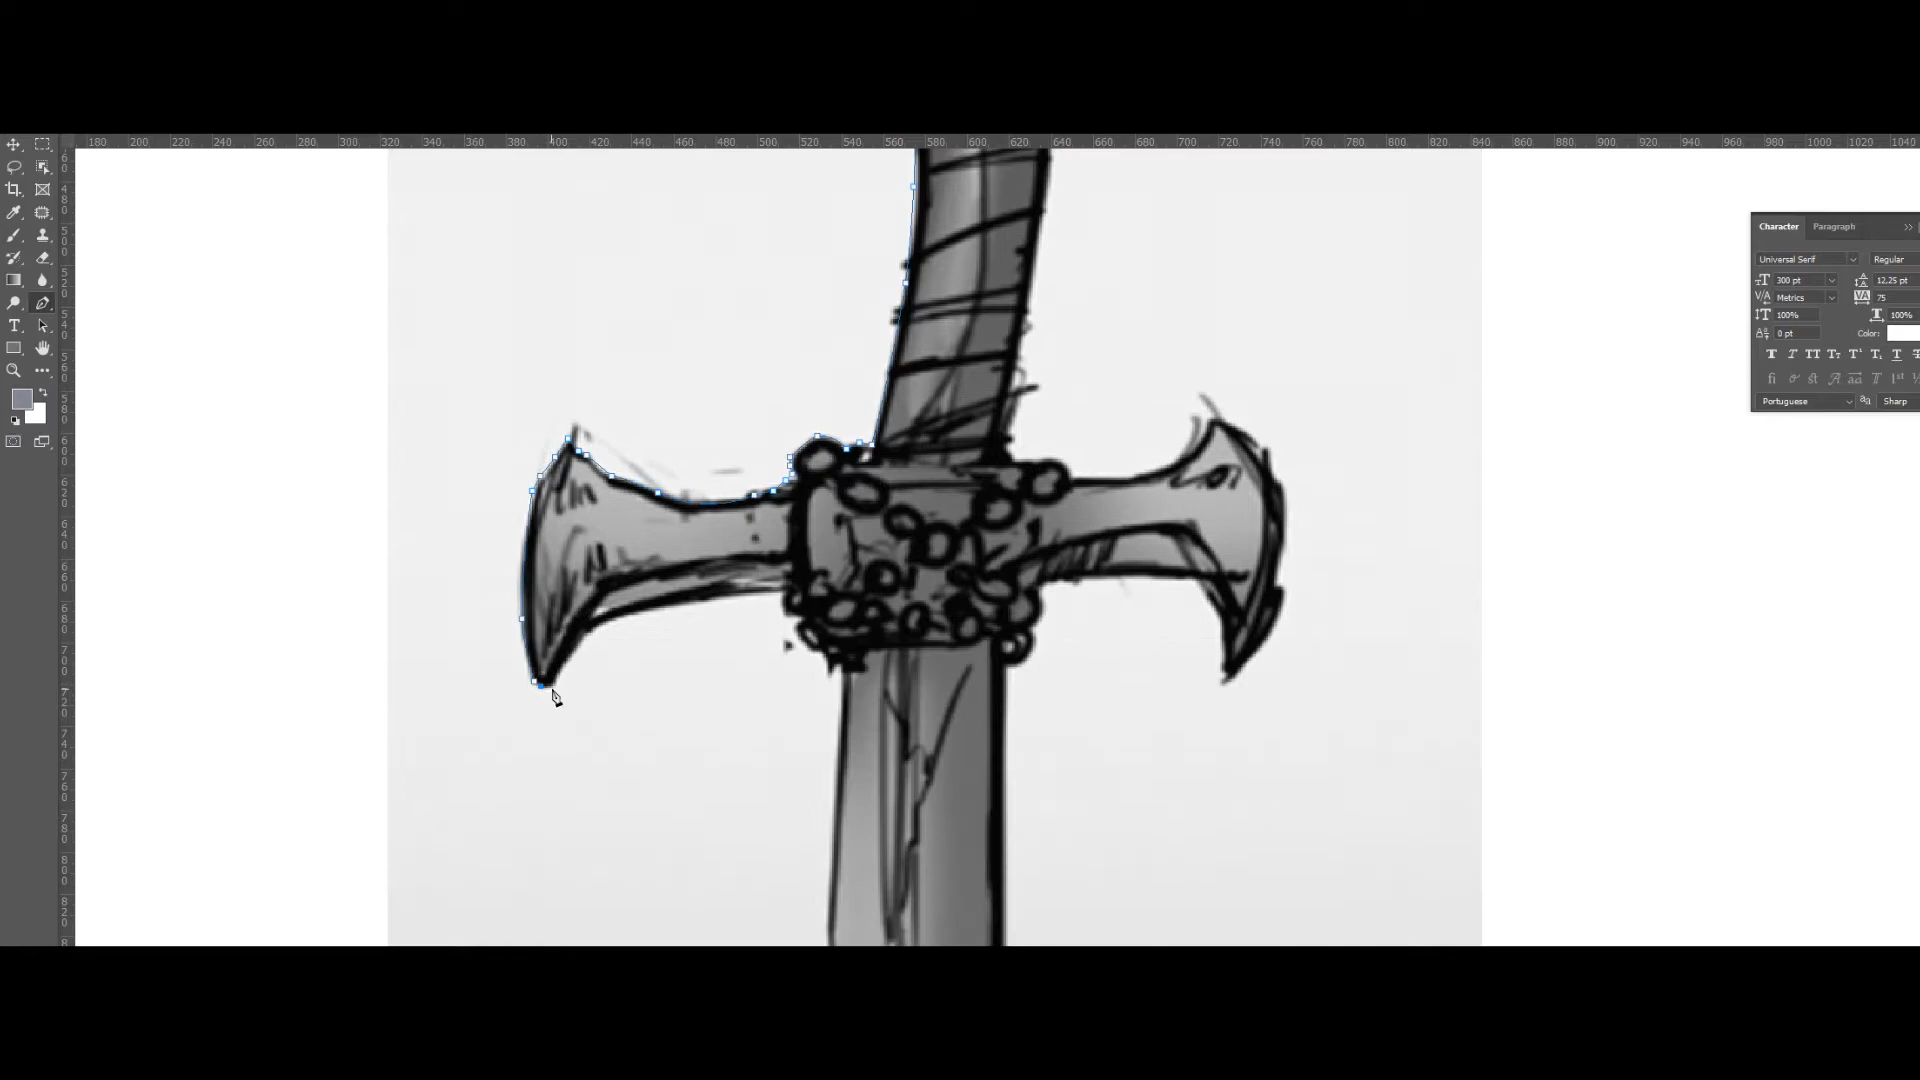 180 200 220 240 260 280 300 320 340 360 380 400 420 440 460 480 500 520 540 560 580 600 620 640 660 680 700 720 740 760 780 800 820 840 860 880 900 920 940 960 980 1000 1020 1040
Character Paragraph
Universal Serif Regular
300 pt 12,25 pt
Metrics 75
100% 100%
0 pt Color:
Portuguese Sharp